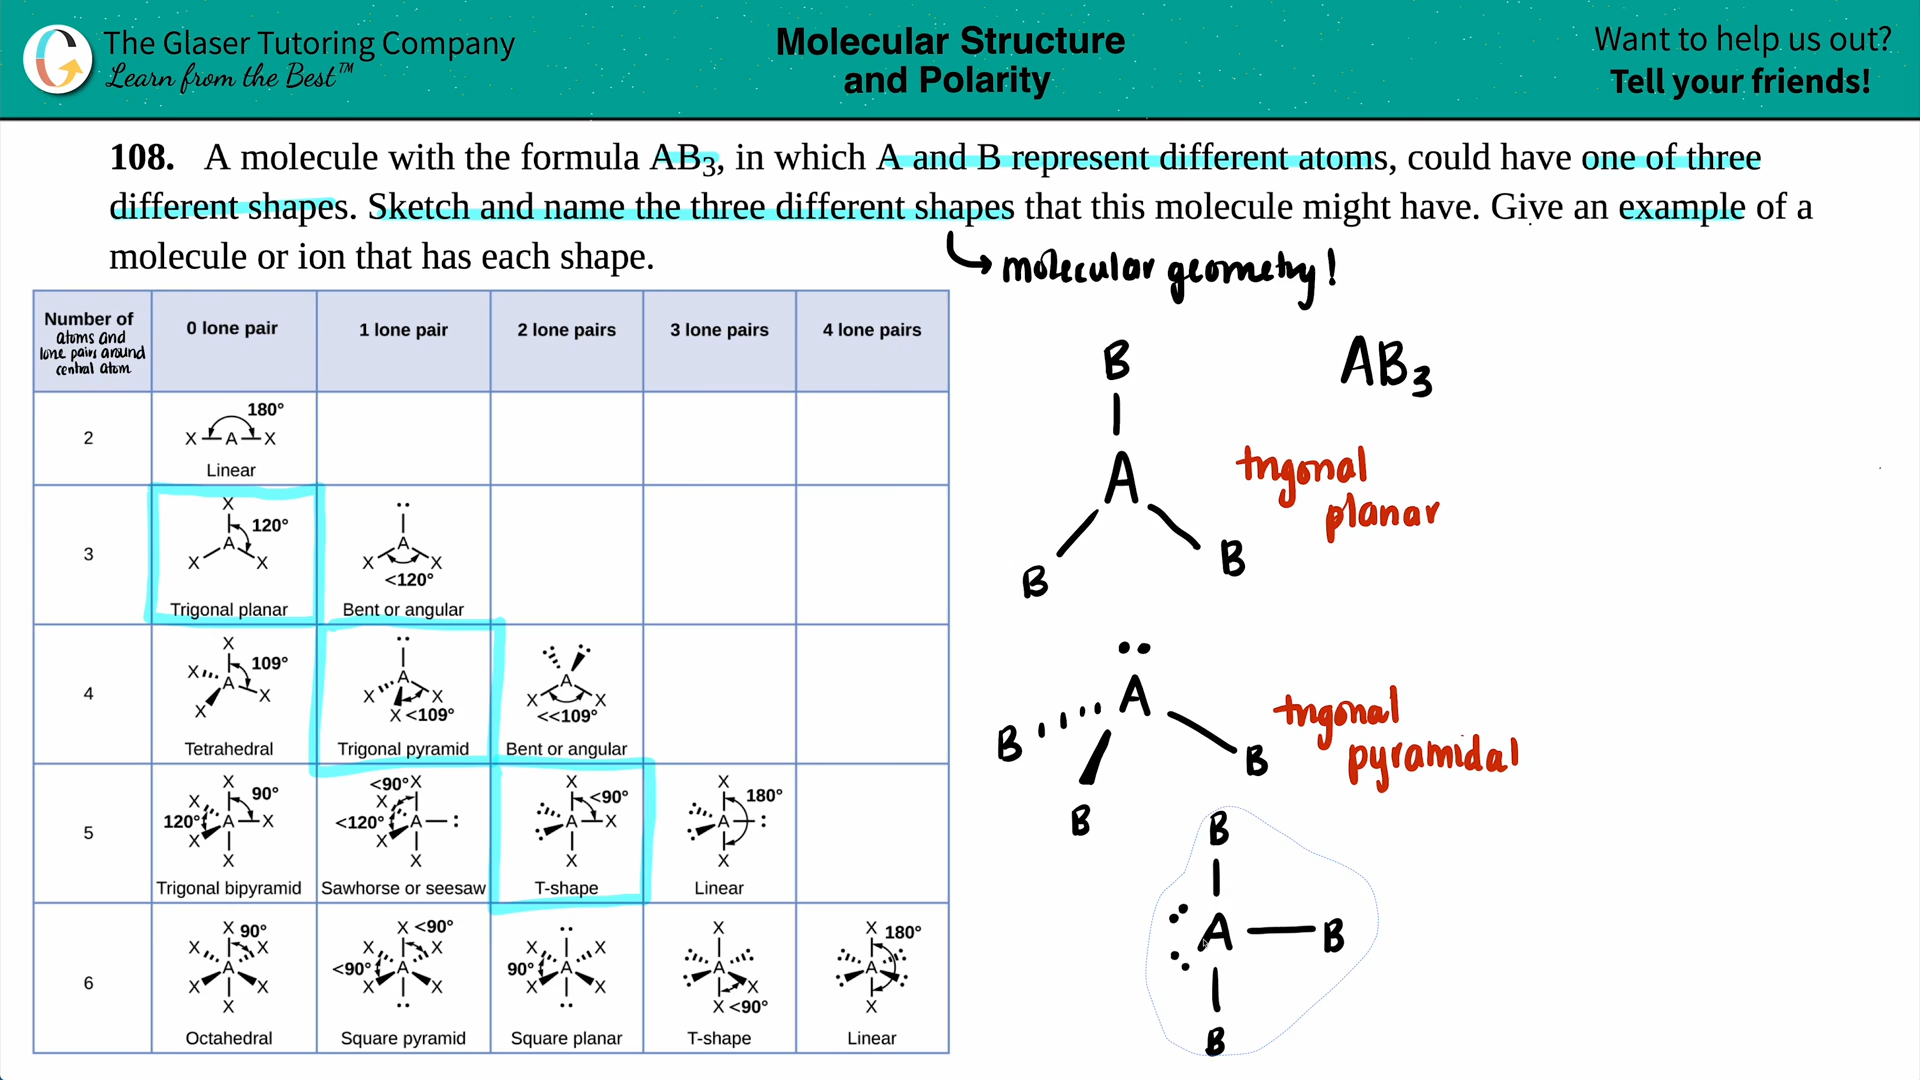 The Glaser Tutoring Company
Learn from the Best™
Molecular Structure
and Polarity
Want to help us out?
Tell your friends!
108. A molecule with the formula AB3, in which A and B represent different atoms, could have one of three
different shapes. Sketch and name the three different shapes that this molecule might have. Give an example of a
molecule or ion that has each shape.
molecular geometry!
Number of atoms and lone pairs around central atom
0 lone pair
1 lone pair
2 lone pairs
3 lone pairs
4 lone pairs
2
180°
X A X
Linear
3
X
120°
A
X X
Trigonal planar
A
X X
<120°
Bent or angular
4
X
109°
X
A
X
X
Tetrahedral
A
X X
X <109°
Trigonal pyramid
A
X X
<<109°
Bent or angular
5
X
90°
X
120° A X
X
X
Trigonal bipyramid
<90° X
X
<120° A :
X
X
Sawhorse or seesaw
X
<90°
A X
X
T-shape
X
180°
A :
X
Linear
6
X 90°
X X
A
X X
X
Octahedral
X <90°
X X
<90° A
X X
Square pyramid
X X
90° A
X X
Square planar
X
A
X
X <90°
T-shape
X 180°
A
X
Linear
AB3
B
A
B B
trigonal
planar
A
B B
B
trigonal
pyramidal
B
A B
B